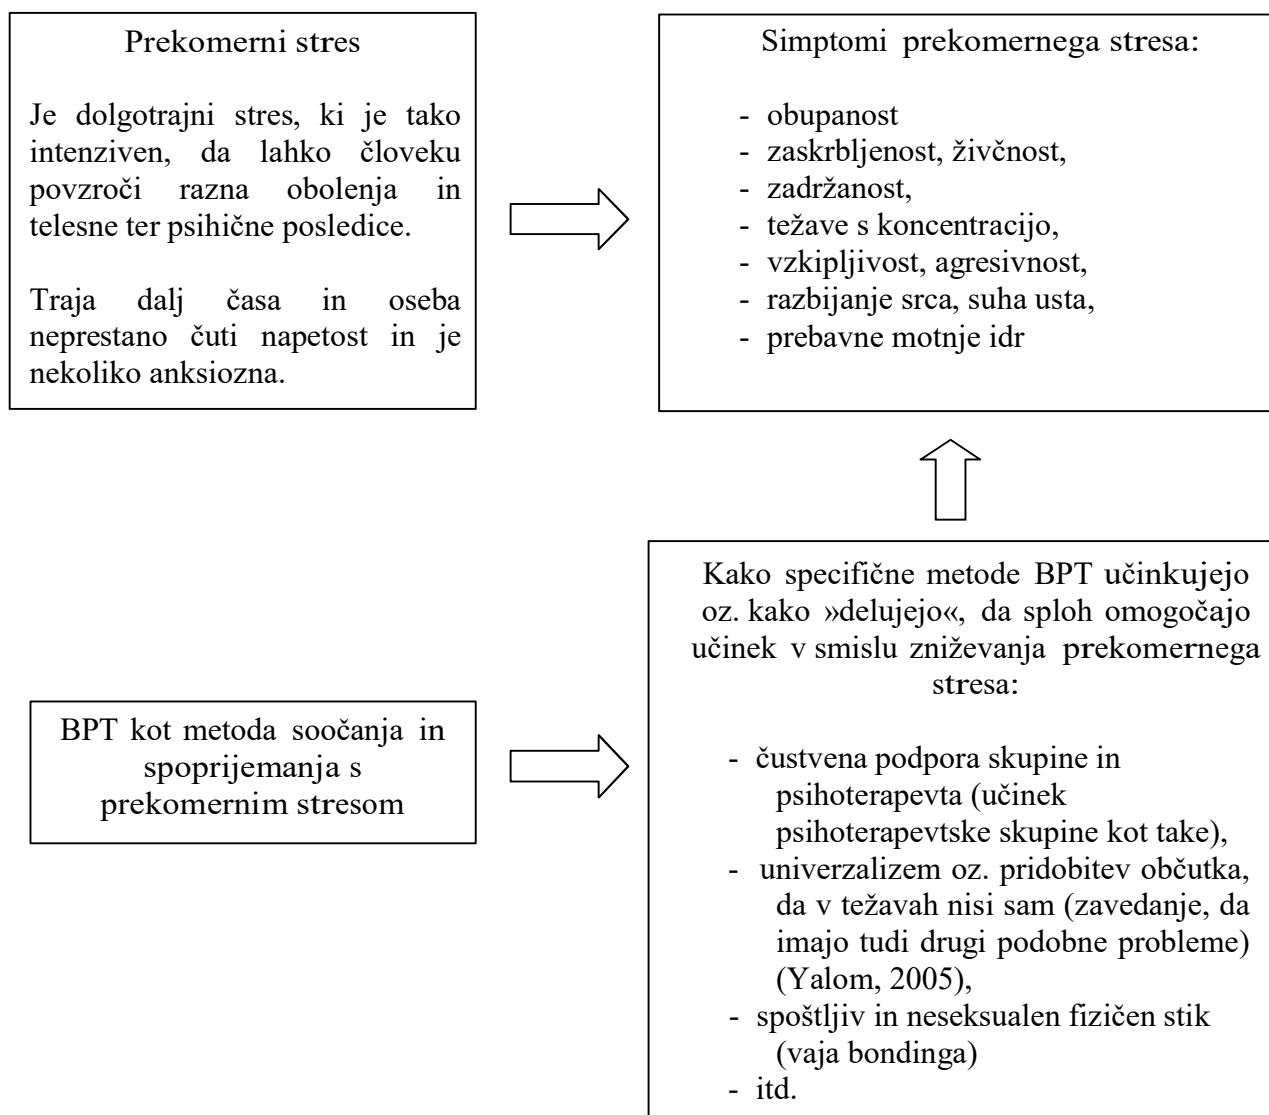 Prekomerni stres
Je dolgotrajni stres, ki je tako
intenziven, da lahko človeku
povzroči razna obolenja in
telesne ter psihične posledice.
Traja dalj časa in oseba
neprestano čuti napetost in je
nekoliko anksiozna.
Simptomi prekomernega stresa:
- obupanost
- zaskrbljenost, živčnost,
- zadržanost,
- težave s koncentracijo,
- vzkipljivost, agresivnost,
- razbijanje srca, suha usta,
- prebavne motnje idr
BPT kot metoda soočanja in
spoprijemanja s
prekomernim stresom
Kako specifične metode BPT učinkujejo
oz. kako »delujejo«, da sploh omogočajo
učinek v smislu zniževanja prekomernega
stresa:
- čustvena podpora skupine in
psihoterapevta (učinek
psihoterapevtske skupine kot take),
- univerzalizem oz. pridobitev občutka,
da v težavah nisi sam (zavedanje, da
imajo tudi drugi podobne probleme)
(Yalom, 2005),
- spoštljiv in neseksualen fizičen stik
(vaja bondinga)
- itd.